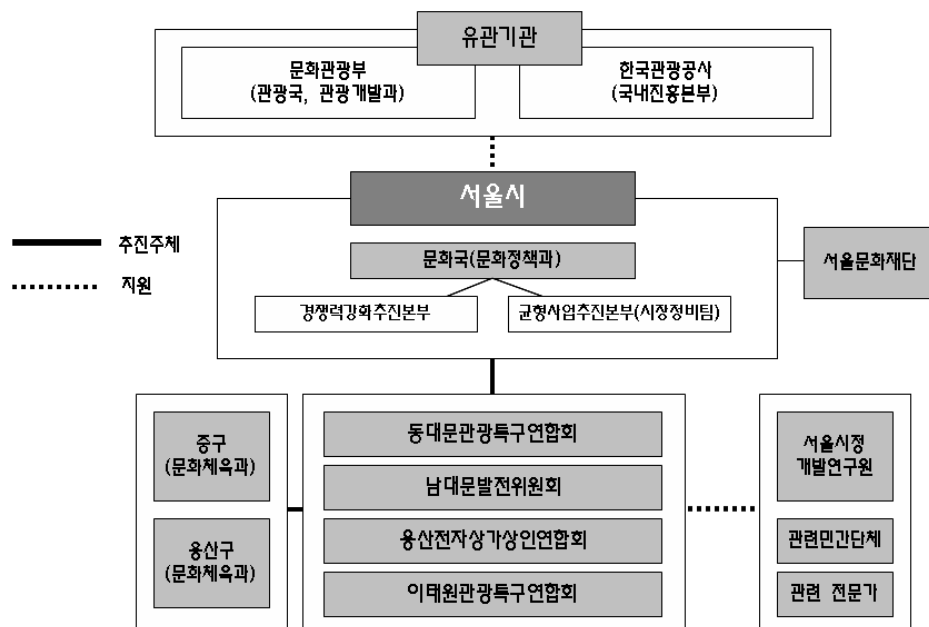 유관기관
문화관광부
(관광국, 관광개발과)
한국관광공사
(국내진흥본부)
서울시
추진주체
지원
문화국(문화정책과)
경쟁력강화추진본부
균형사업추진본부(시장정비팀)
서울문화재단
중구
(문화체육과)
용산구
(문화체육과)
동대문관광특구연합회
남대문발전위원회
용산전자상가상인연합회
이태원관광특구연합회
서울시정
개발연구원
관련민간단체
관련 전문가